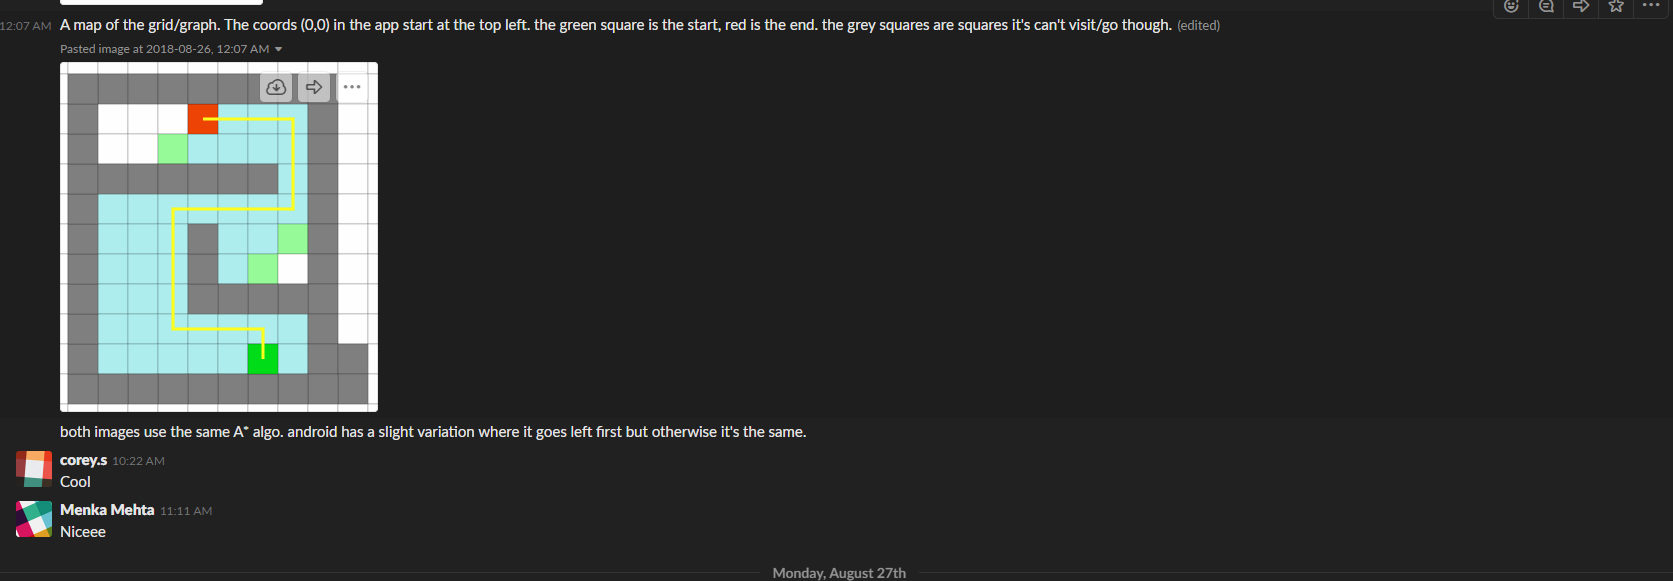 12:07 AM A map of the grid/graph. The coords (0,0) in the app start at the top left. the green square is the start, red is the end. the grey squares are squares it's can't visit/go though. (edited)
Pasted image at 2018-08-26, 12:07 AM
both images use the same A* algo. android has a slight variation where it goes left first but otherwise it's the same.
corey.s 10:22 AM
Cool
Menka Mehta 11:11 AM
Niceee
Monday, August 27th